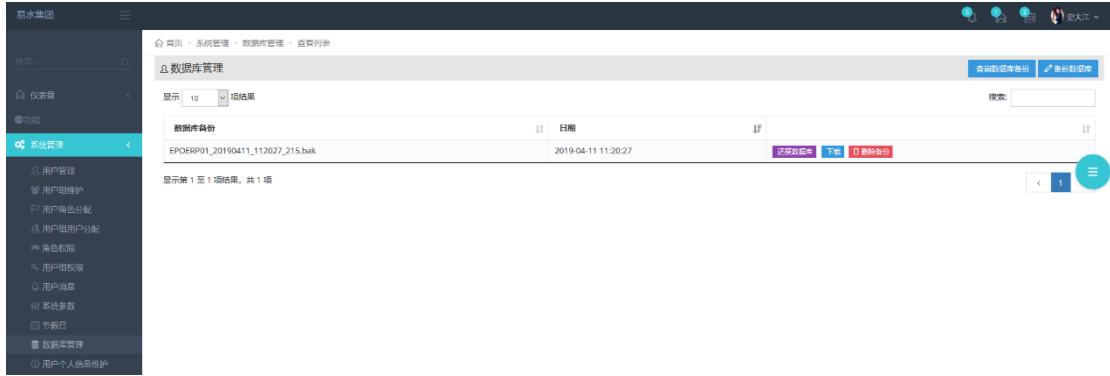 易水集团
史大江
首页 - 系统管理 - 数据库管理 - 查看列表
搜索...
数据库管理
查询数据库备份
备份数据库
仪表盘
显示 10 项结果
搜索:
功能
数据库备份 日期
系统管理
EPOERP01_20190411_112027_215.bak 2019-04-11 11:20:27 还原数据库 下载 删除备份
用户管理
显示第 1 至 1 项结果，共 1 项
‹ 1
用户组维护
用户角色分配
用户组用户分配
角色权限
用户组权限
用户消息
系统参数
节假日
数据库管理
用户个人信息维护